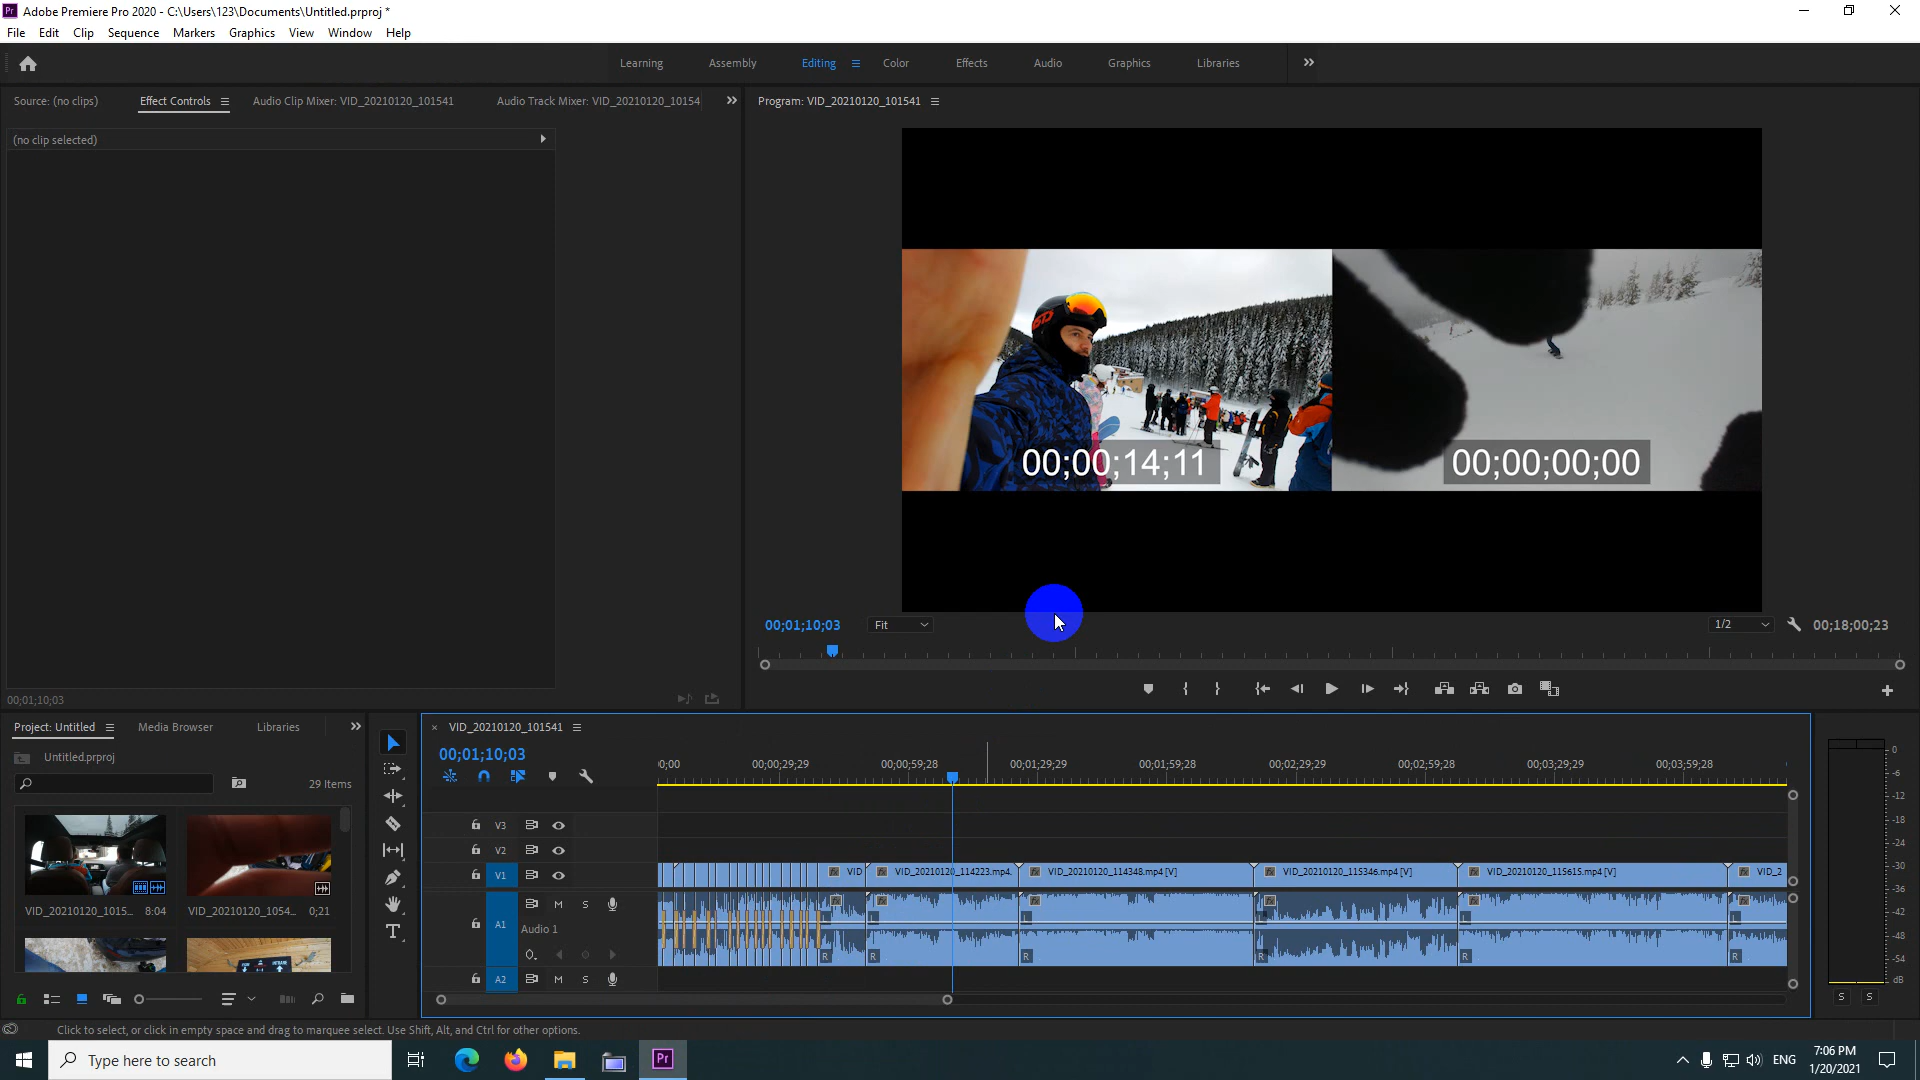 Adobe Premiere Pro 2020 - C:\Users\123\Documents\Untitled.prproj *
File Edit Clip Sequence Markers Graphics View Window Help
Learning Assembly Editing Color Effects Audio Graphics Libraries
Source: (no clips) Effect Controls Audio Clip Mixer: VID_20210120_101541 Audio Track Mixer: VID_20210120_10154
Program: VID_20210120_101541
(no clip selected)
00;00;14;11
00;00;00;00
00;01;10;03 Fit 1/2 00;18;00;23
00;01;10;03
Project: Untitled Media Browser Libraries
Untitled.prproj
29 Items
VID_20210120_1015... 8:04
VID_20210120_1054... 0;21
VID_20210120_101541
00;01;10;03
00;00 00;00;29;29 00;00;59;28 00;01;29;29 00;01;59;28 00;02;29;29 00;02;59;28 00;03;29;29 00;03;59;28
V3
V2
V1 VID VID_20210120_114223.mp4 VID_20210120_114348.mp4 [V] VID_20210120_115346.mp4 [V] VID_20210120_115615.mp4 [V] VID_2
M S
A1 Audio 1
L L L L L L
R R R R R R
A2 M S
0
-6
-12
-18
-24
-30
-36
-42
-48
-54
dB
S S
Click to select, or click in empty space and drag to marquee select. Use Shift, Alt, and Ctrl for other options.
Type here to search
ENG
7:06 PM
1/20/2021